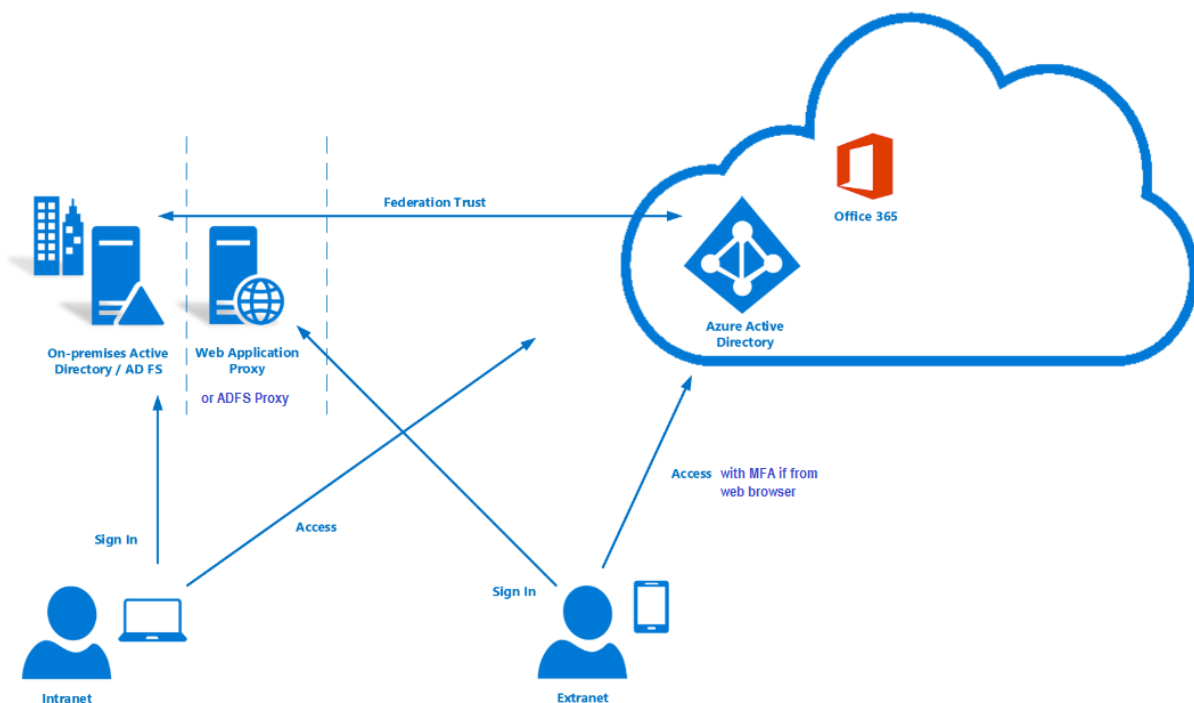 Federation Trust
Office 365
Azure Active
Directory
On-premises Active
Directory / AD FS
Web Application
Proxy
or ADFS Proxy
Access with MFA if from
web browser
Access
Sign In
Sign In
Intranet
Extranet